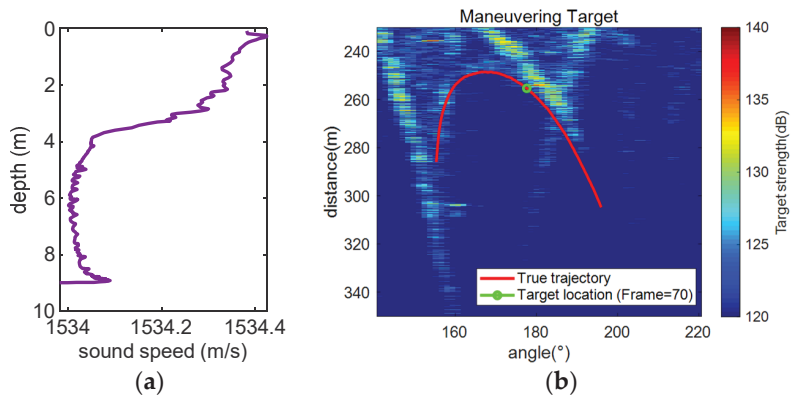 0
2
4
6
8
10
depth (m)
1534
1534.2
1534.4
sound speed (m/s)
(a)
Maneuvering Target
240
260
280
300
320
340
distance(m)
160
180
200
220
angle(°)
True trajectory
Target location (Frame=70)
140
135
130
125
120
Target strength(dB)
(b)